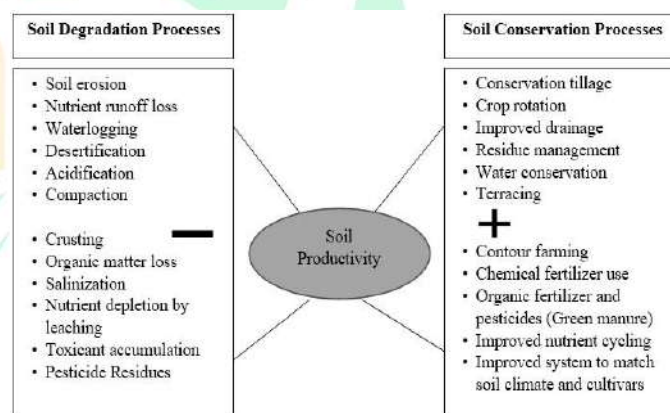 Soil Degradation Processes
• Soil erosion
• Nutrient runoff loss
• Waterlogging
• Desertification
• Acidification
• Compaction
• Crusting
• Organic matter loss
• Salinization
• Nutrient depletion by
leaching
• Toxicant accumulation
• Pesticide Residues
−
Soil
Productivity
Soil Conservation Processes
• Conservation tillage
• Crop rotation
• Improved drainage
• Residue management
• Water conservation
• Terracing
+
• Contour farming
• Chemical fertilizer use
• Organic fertilizer and
pesticides (Green manure)
• Improved nutrient cycling
• Improved system to match
soil climate and cultivars